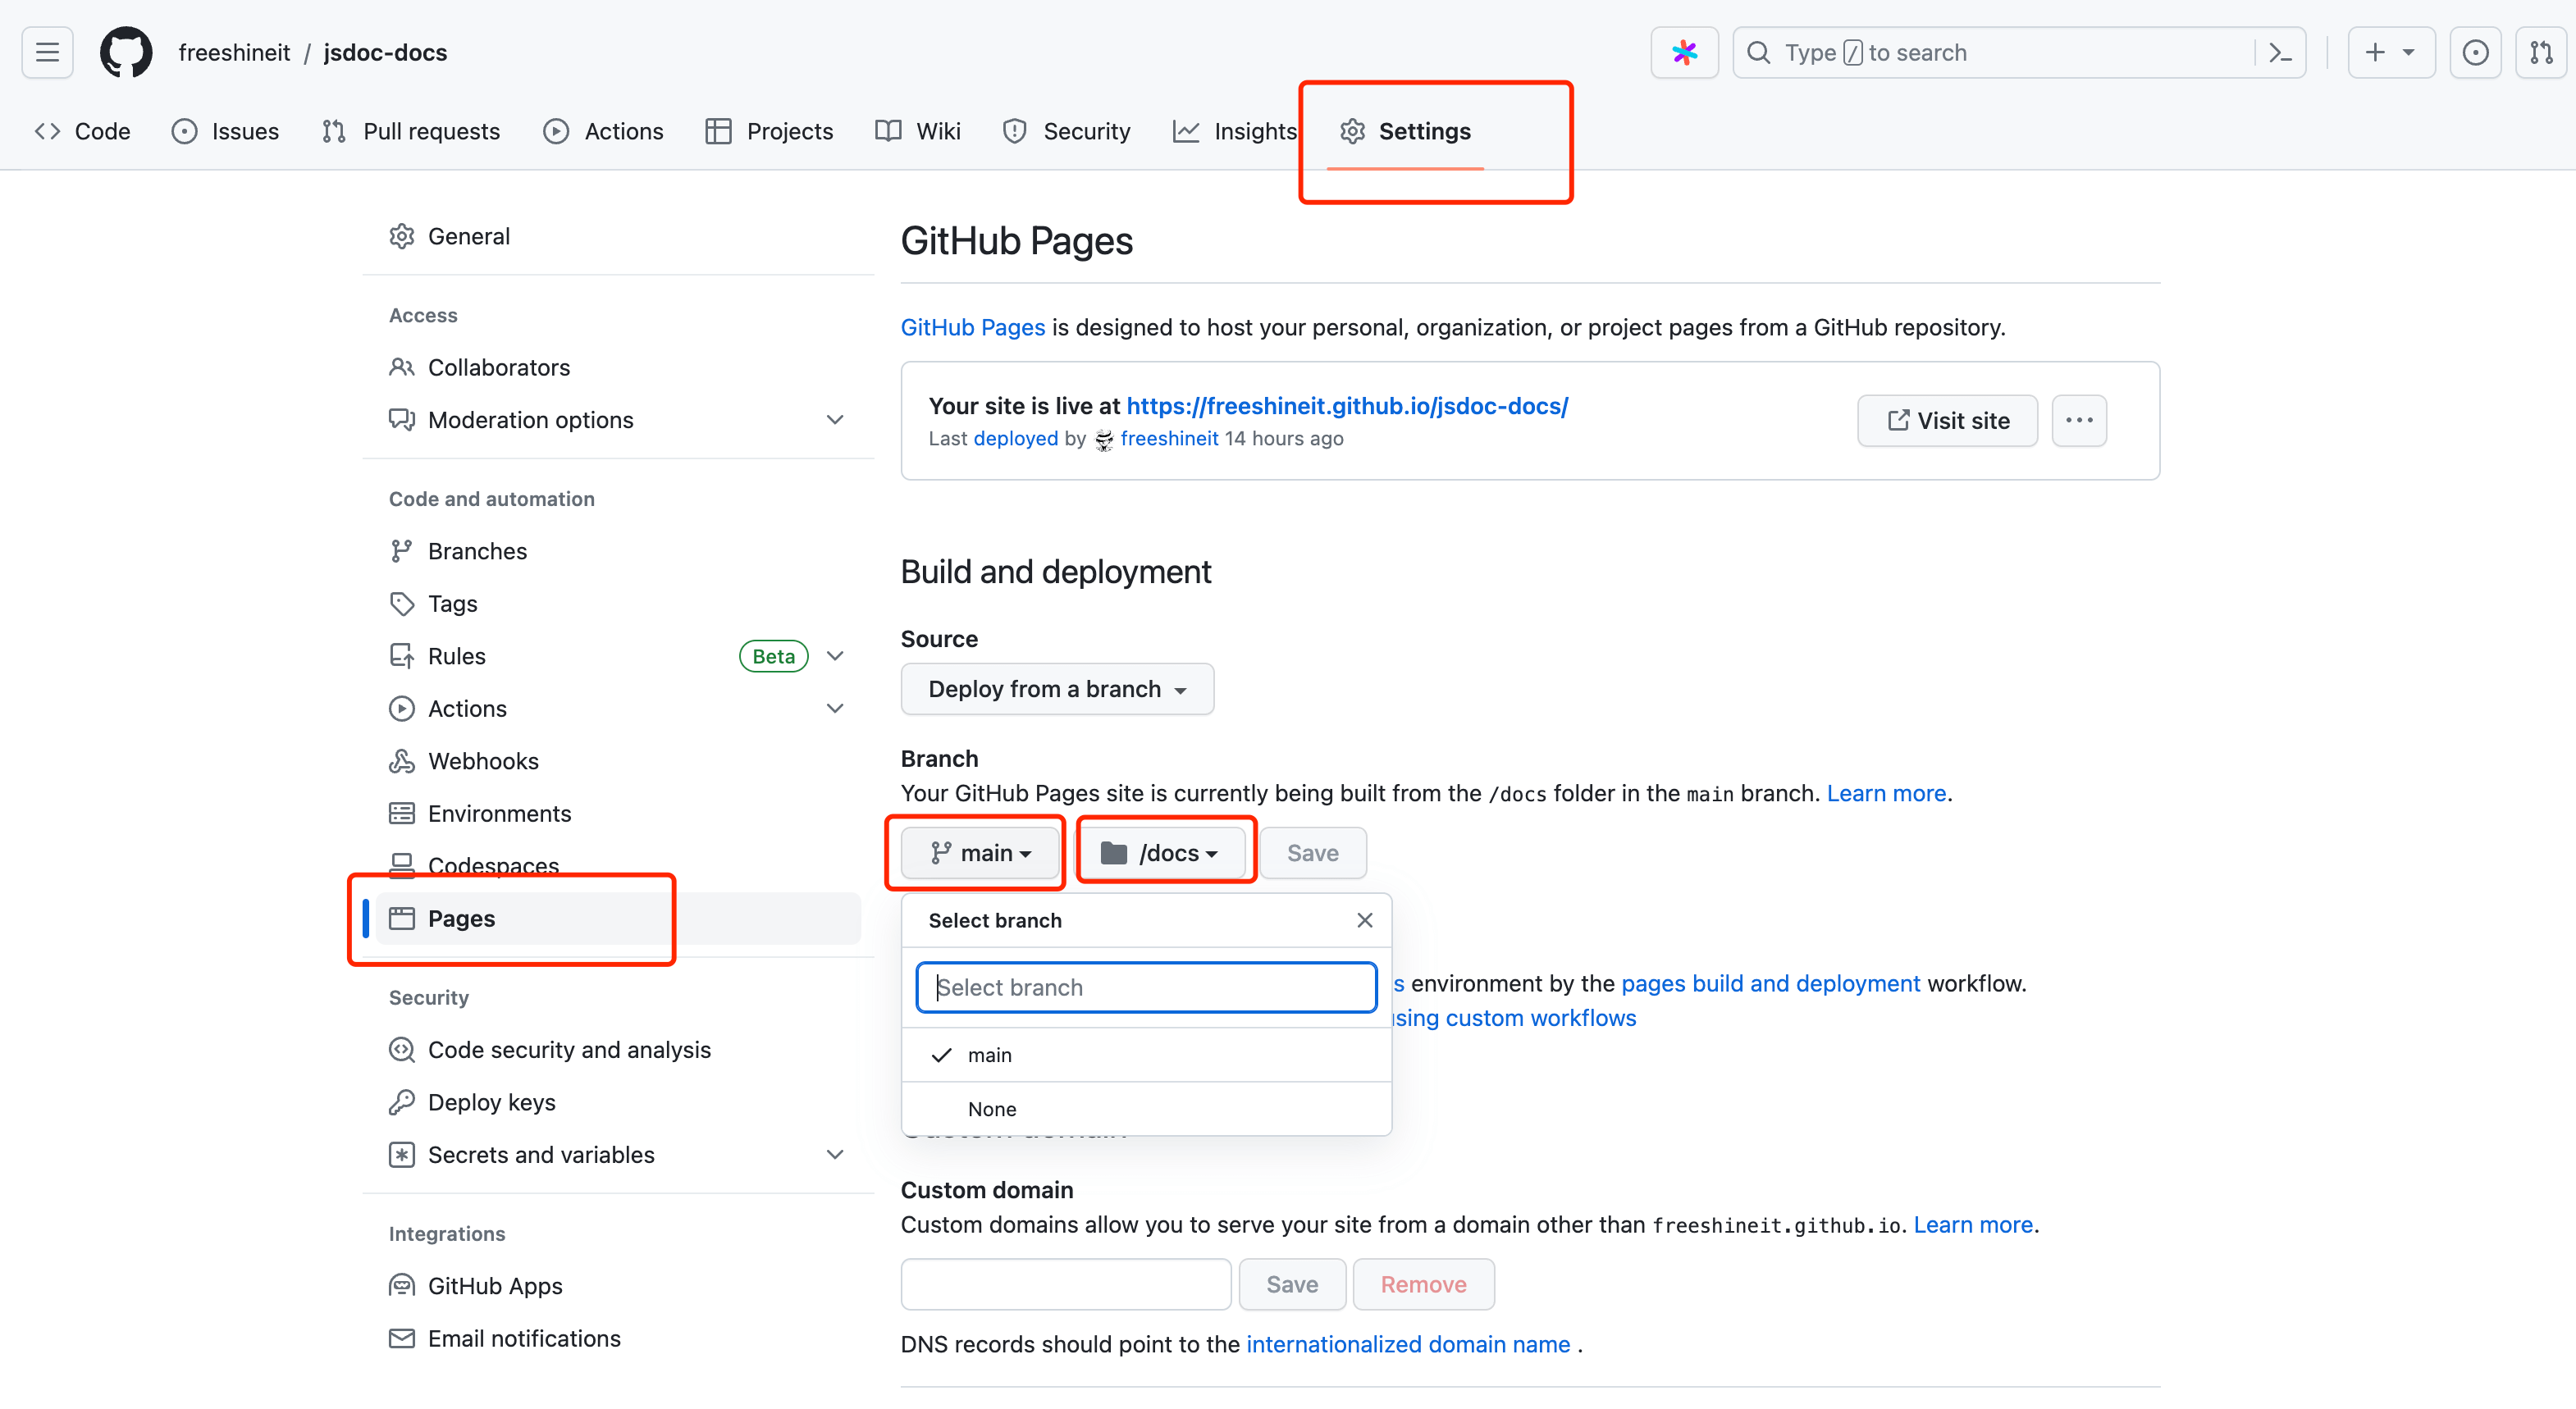 freeshineit / jsdoc-docs
Type / to search
Code Issues Pull requests Actions Projects Wiki Security Insights Settings
General
Access
Collaborators
Moderation options
Code and automation
Branches
Tags
Rules Beta
Actions
Webhooks
Environments
Codespaces
Pages
Security
Code security and analysis
Deploy keys
Secrets and variables
Integrations
GitHub Apps
Email notifications
GitHub Pages
GitHub Pages is designed to host your personal, organization, or project pages from a GitHub repository.
Your site is live at https://freeshineit.github.io/jsdoc-docs/
Last deployed by freeshineit 14 hours ago
Visit site
Build and deployment
Source
Deploy from a branch
Branch
Your GitHub Pages site is currently being built from the /docs folder in the main branch. Learn more.
main /docs Save
Select branch
Select branch
main
None
s environment by the pages build and deployment workflow.
sing custom workflows
Custom domain
Custom domain
Custom domains allow you to serve your site from a domain other than freeshineit.github.io. Learn more.
Save Remove
DNS records should point to the internationalized domain name .